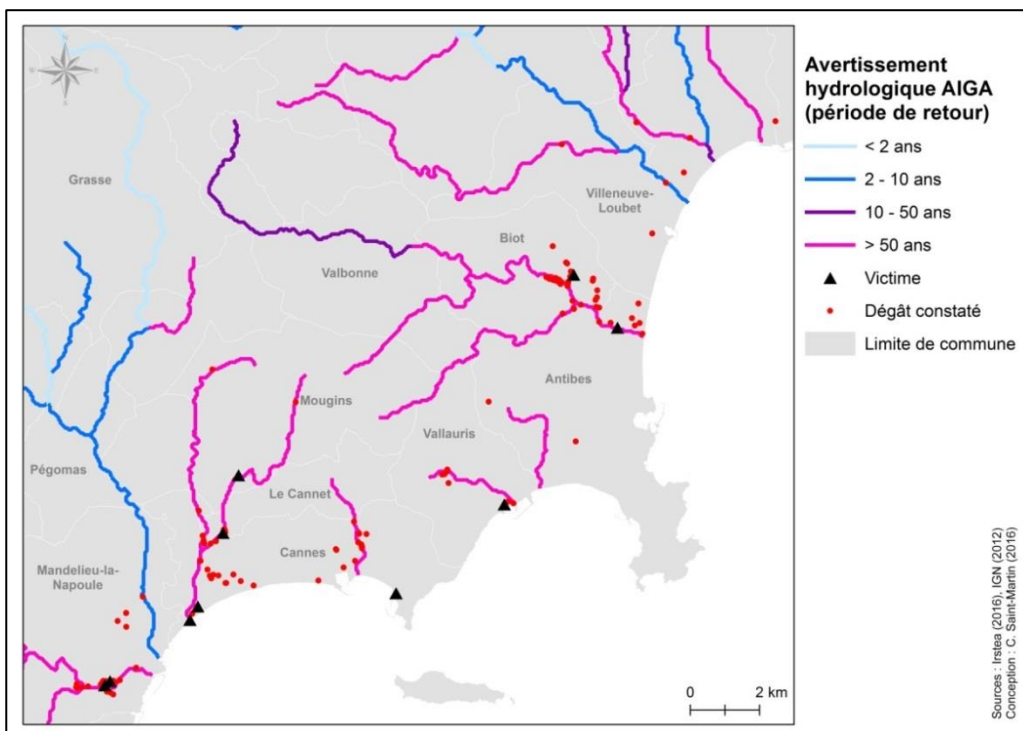 Avertissement
hydrologique AIGA
(période de retour)
< 2 ans
2 - 10 ans
10 - 50 ans
> 50 ans
Victime
Dégât constaté
Limite de commune
Grasse
Villeneuve-
Loubet
Biot
Valbonne
Antibes
Mougins
Vallauris
Pégomas
Le Cannet
Cannes
Mandelieu-la-
Napoule
0 2 km
Sources : Irstea (2016), IGN (2012)
Conception : C. Saint-Martin (2016)